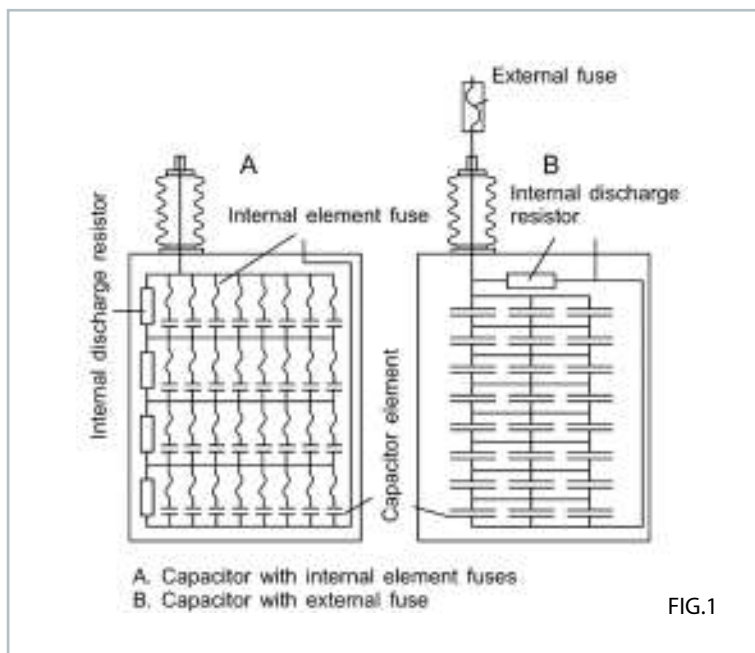 External fuse
A
B
Internal element fuse
Internal discharge
resistor
Internal discharge resistor
Capacitor element
A. Capacitor with internal element fuses
B. Capacitor with external fuse
FIG.1